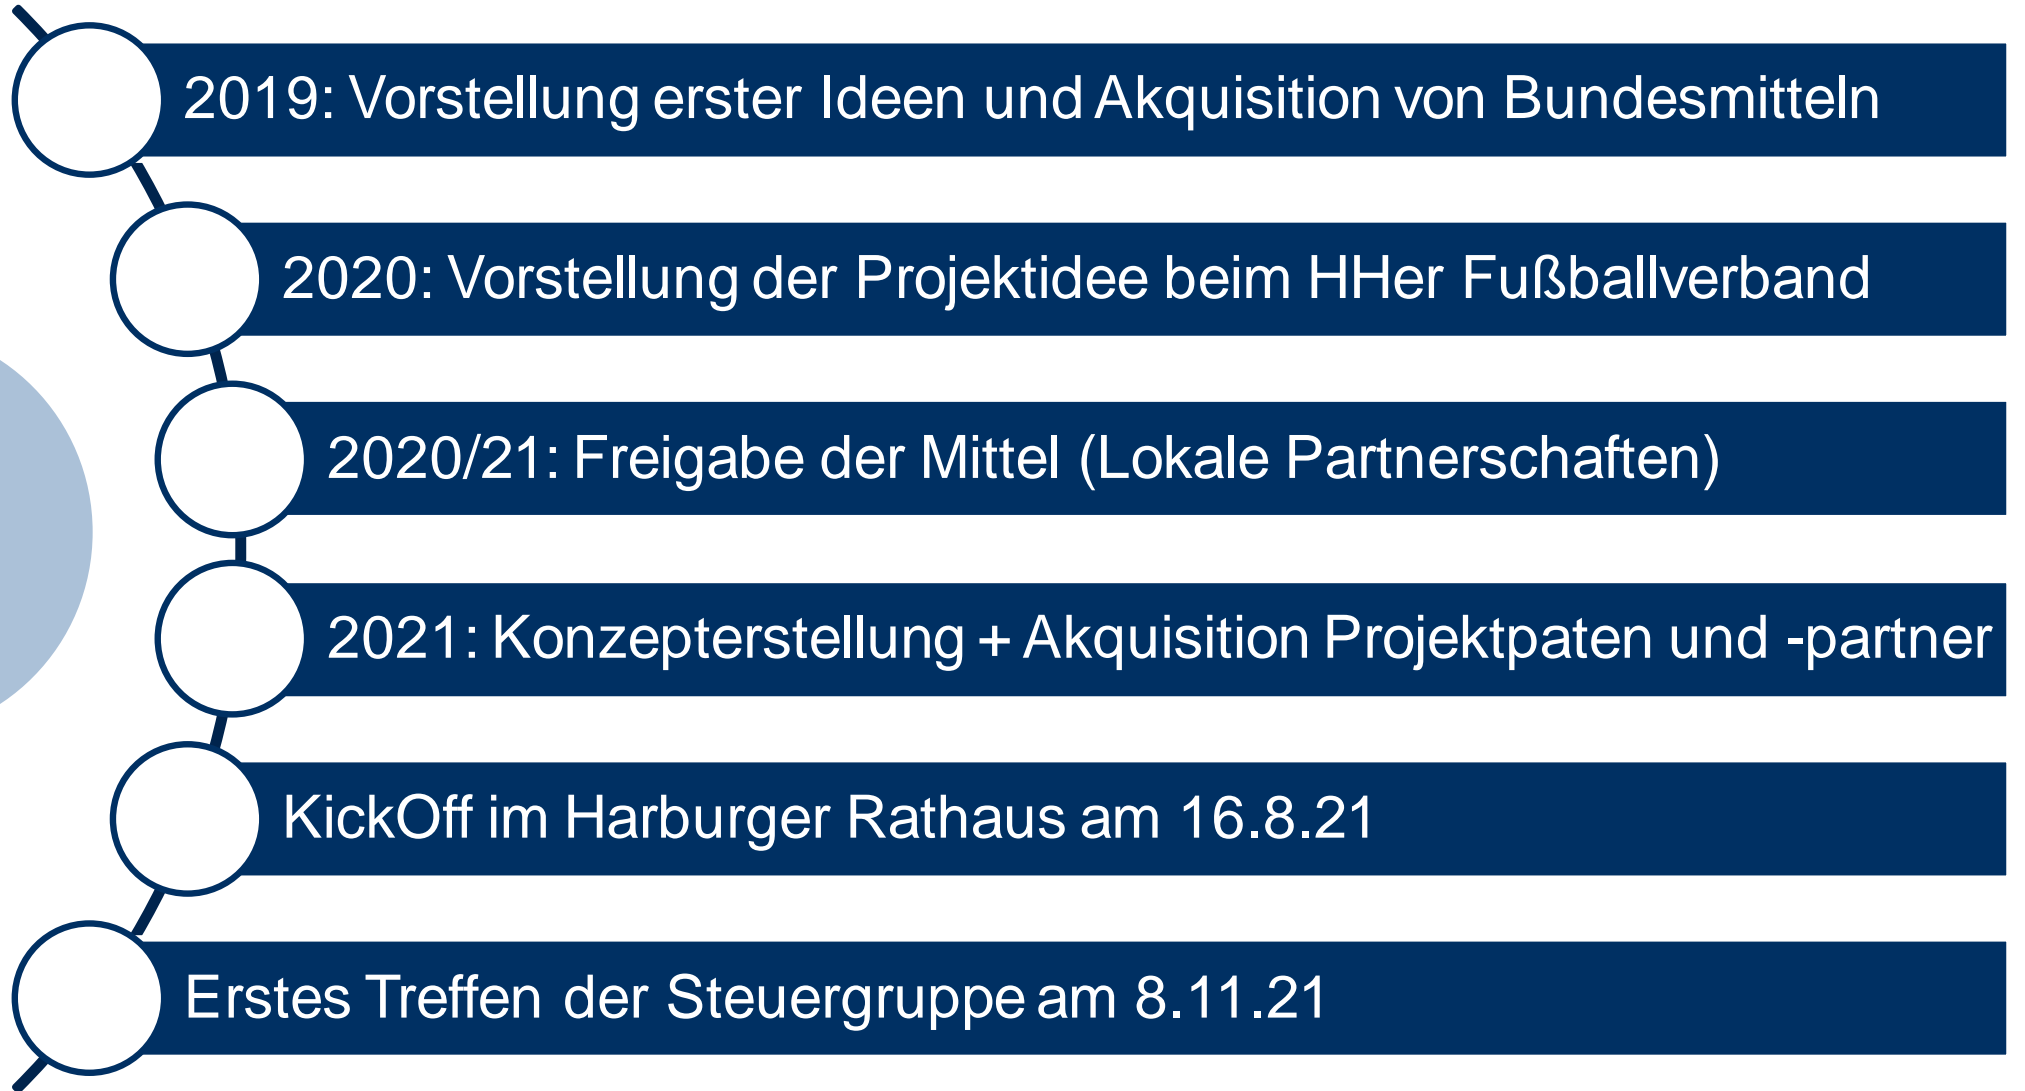 2019: Vorstellung erster Ideen und Akquisition von Bundesmitteln
2020: Vorstellung der Projektidee beim HHer Fußballverband
2020/21: Freigabe der Mittel (Lokale Partnerschaften)
2021: Konzepterstellung + Akquisition Projektpaten und -partner
KickOff im Harburger Rathaus am 16.8.21
Erstes Treffen der Steuergruppe am 8.11.21